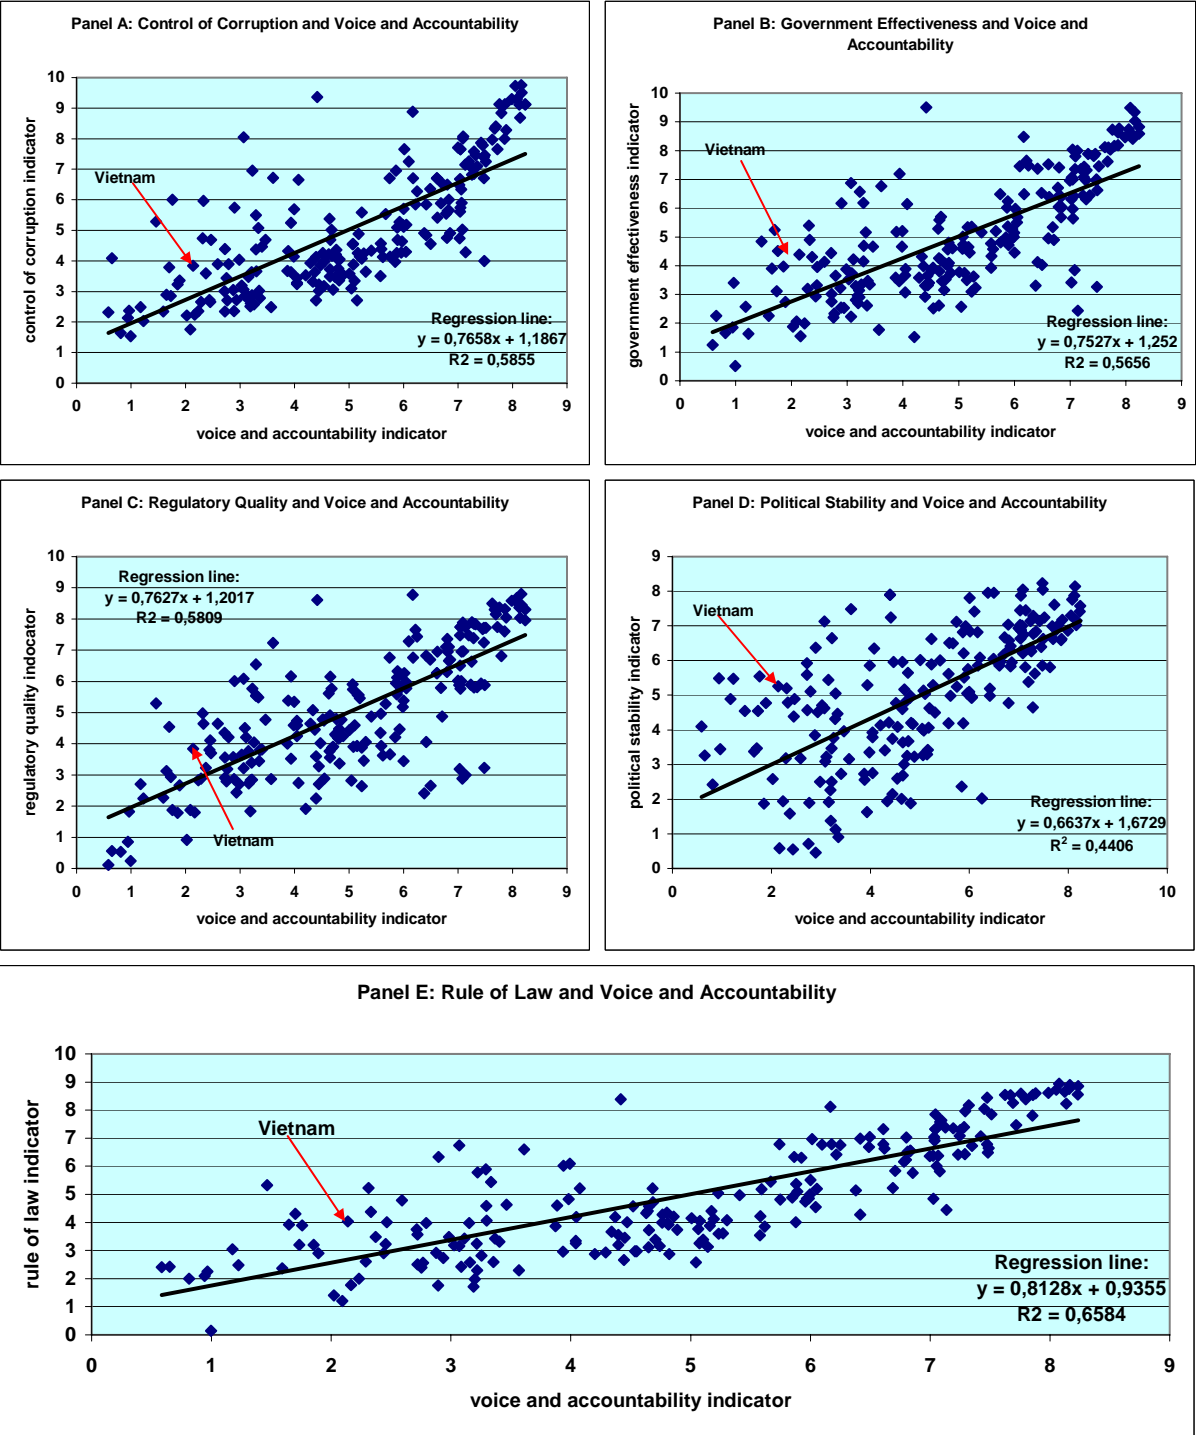 Panel A: Control of Corruption and Voice and Accountability
control of corruption indicator
10
9
8
7
6
5
4
3
2
1
0
Vietnam
Regression line:
y = 0,7658x + 1,1867
R2 = 0,5855
0 1 2 3 4 5 6 7 8 9
voice and accountability indicator
Panel B: Government Effectiveness and Voice and
Accountability
government effectiveness indicator
10
9
8
7
6
5
4
3
2
1
0
Vietnam
Regression line:
y = 0,7527x + 1,252
R2 = 0,5656
0 1 2 3 4 5 6 7 8 9
voice and accountability indicator
Panel C: Regulatory Quality and Voice and Accountability
regulatory quality indocator
10
9
8
7
6
5
4
3
2
1
0
Regression line:
y = 0,7627x + 1,2017
R2 = 0,5809
Vietnam
0 1 2 3 4 5 6 7 8 9
voice and accountability indicator
Panel D: Political Stability and Voice and Accountability
political stability indicator
9
8
7
6
5
4
3
2
1
0
Vietnam
Regression line:
y = 0,6637x + 1,6729
R² = 0,4406
0 2 4 6 8 10
voice and accountability indicator
Panel E: Rule of Law and Voice and Accountability
rule of law indicator
10
9
8
7
6
5
4
3
2
1
0
Vietnam
Regression line:
y = 0,8128x + 0,9355
R2 = 0,6584
0 1 2 3 4 5 6 7 8 9
voice and accountability indicator